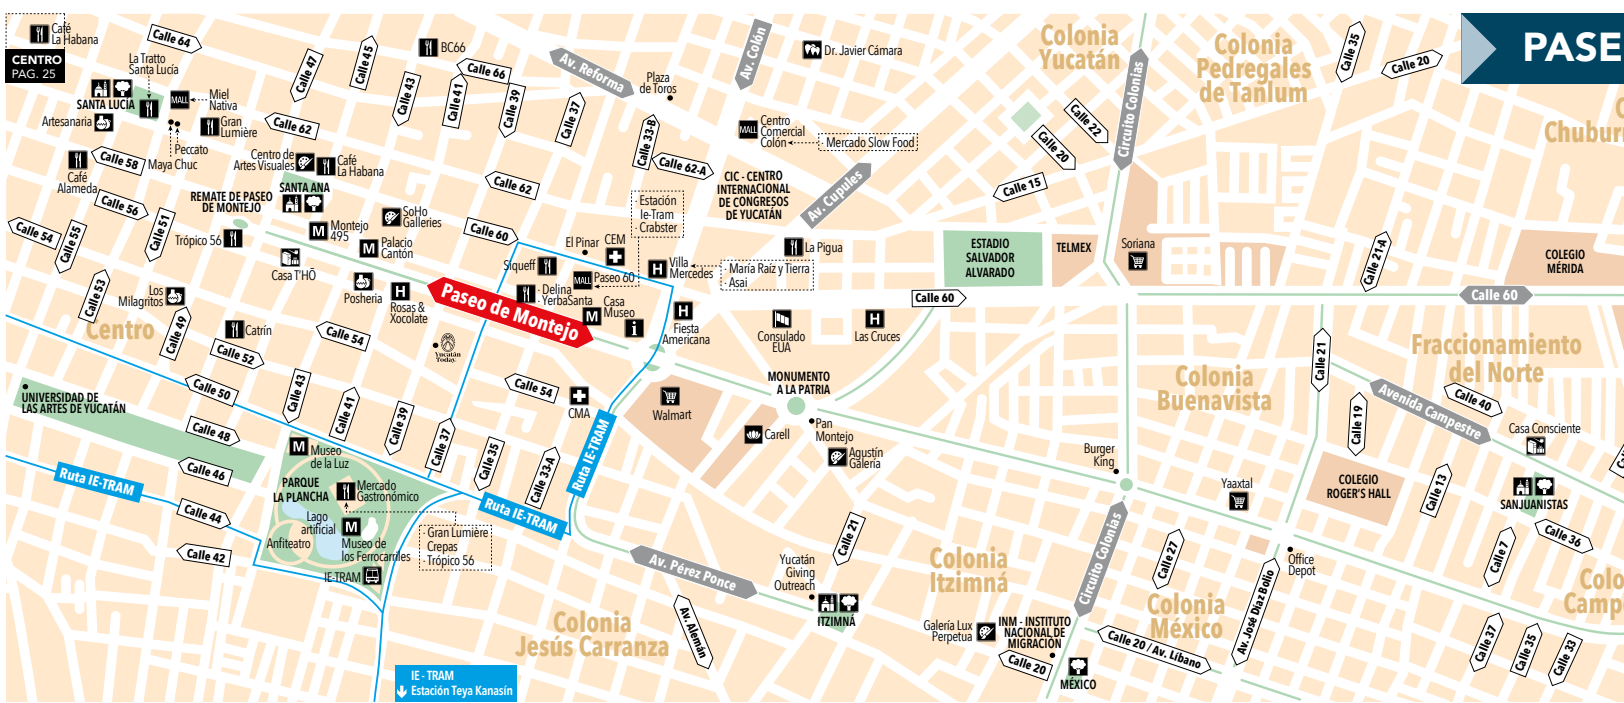 Café
La Habana
CENTRO
PAG. 25
Calle 64
La Tratto
Santa Lucía
SANTA LUCÍA
MALL
Miel
Nativa
Artesanaria
Gran
Lumière
Peccato
Maya Chuc
Café
Alameda
Calle 58
Calle 56
Calle 54
Calle 55
Calle 51
Calle 53
Calle 47
Calle 45
Calle 43
Calle 41
Calle 39
Calle 37
BC66
Calle 66
Calle 62
Centro de
Artes Visuales
Café
La Habana
SANTA ANA
REMATE DE PASEO
DE MONTEJO
Trópico 56
Montejo
495
SoHo
Galleries
Palacio
Cantón
Casa T'HŌ
Posheria
Los
Milagritos
Rosas &
Xocolate
Yucatán
Today
Centro
Calle 49
Catrín
Calle 52
Calle 54
Calle 50
Calle 48
Calle 46
Calle 44
Calle 42
UNIVERSIDAD DE
LAS ARTES DE YUCATÁN
Ruta IE-TRAM
Calle 43
Calle 41
Calle 39
Calle 37
Calle 35
Calle 33-A
M
Museo
de la Luz
PARQUE
LA PLANCHA
Mercado
Gastronómico
Lago
artificial
Anfiteatro
M
Museo de
los Ferrocarriles
IE-TRAM
· Gran Lumière
Crepas
· Trópico 56
Ruta IE-TRAM
Ruta IE-TRAM
IE - TRAM
Estación Teya Kanasín
Av. Reforma
Plaza
de Toros
Av. Colón
Dr. Javier Cámara
MALL
Centro
Comercial
Colón
· Mercado Slow Food
Calle 33-B
Calle 62-A
Calle 62
Calle 60
CIC - CENTRO
INTERNACIONAL
DE CONGRESOS
DE YUCATÁN
Av. Cupules
· Estación
Ie-Tram
· Crabster
El Pinar
CEM
Siqueff
MALL
Paseo 60
H
Villa
Mercedes
· María Raíz y Tierra
· Asai
La Pigua
· Delina
· YerbaSanta
Casa
Museo
M
i
H
Fiesta
Americana
Paseo de Montejo
M
M
H
Calle 54
CMA
Walmart
Carell
Consulado
EUA
H
Las Cruces
MONUMENTO
A LA PATRIA
Pan
Montejo
Agustín
Galería
Calle 60
ESTADIO
SALVADOR
ALVARADO
TELMEX
Soriana
Colonia
Yucatán
Circuito Colonias
Colonia
Pedregales
de Tanlum
Calle 22
Calle 20
Calle 15
Calle 35
Calle 20
PASE
Chubur
Calle 21-A
COLEGIO
MÉRIDA
Calle 60
Calle 21
Fraccionamiento
del Norte
Colonia
Buenavista
Avenida Campestre
Calle 40
Calle 19
Casa Consciente
Burger
King
Yaaxtal
COLEGIO
ROGER'S HALL
Calle 13
SANJUANISTAS
Calle 36
Calle 7
Office
Depot
Av. Pérez Ponce
Calle 21
Yucatán
Giving
Outreach
ITZIMNÁ
Av. Alemán
Colonia
Jesús Carranza
Colonia
Itzimná
Circuito Colonias
Galería Lux
Perpetua
INM - INSTITUTO
NACIONAL DE
MIGRACIÓN
Calle 20
MÉXICO
Calle 27
Colonia
México
Calle 20 / Av. Líbano
Av. José Díaz Bolio
Calle 37
Calle 35
Calle 33
Colo
Camp